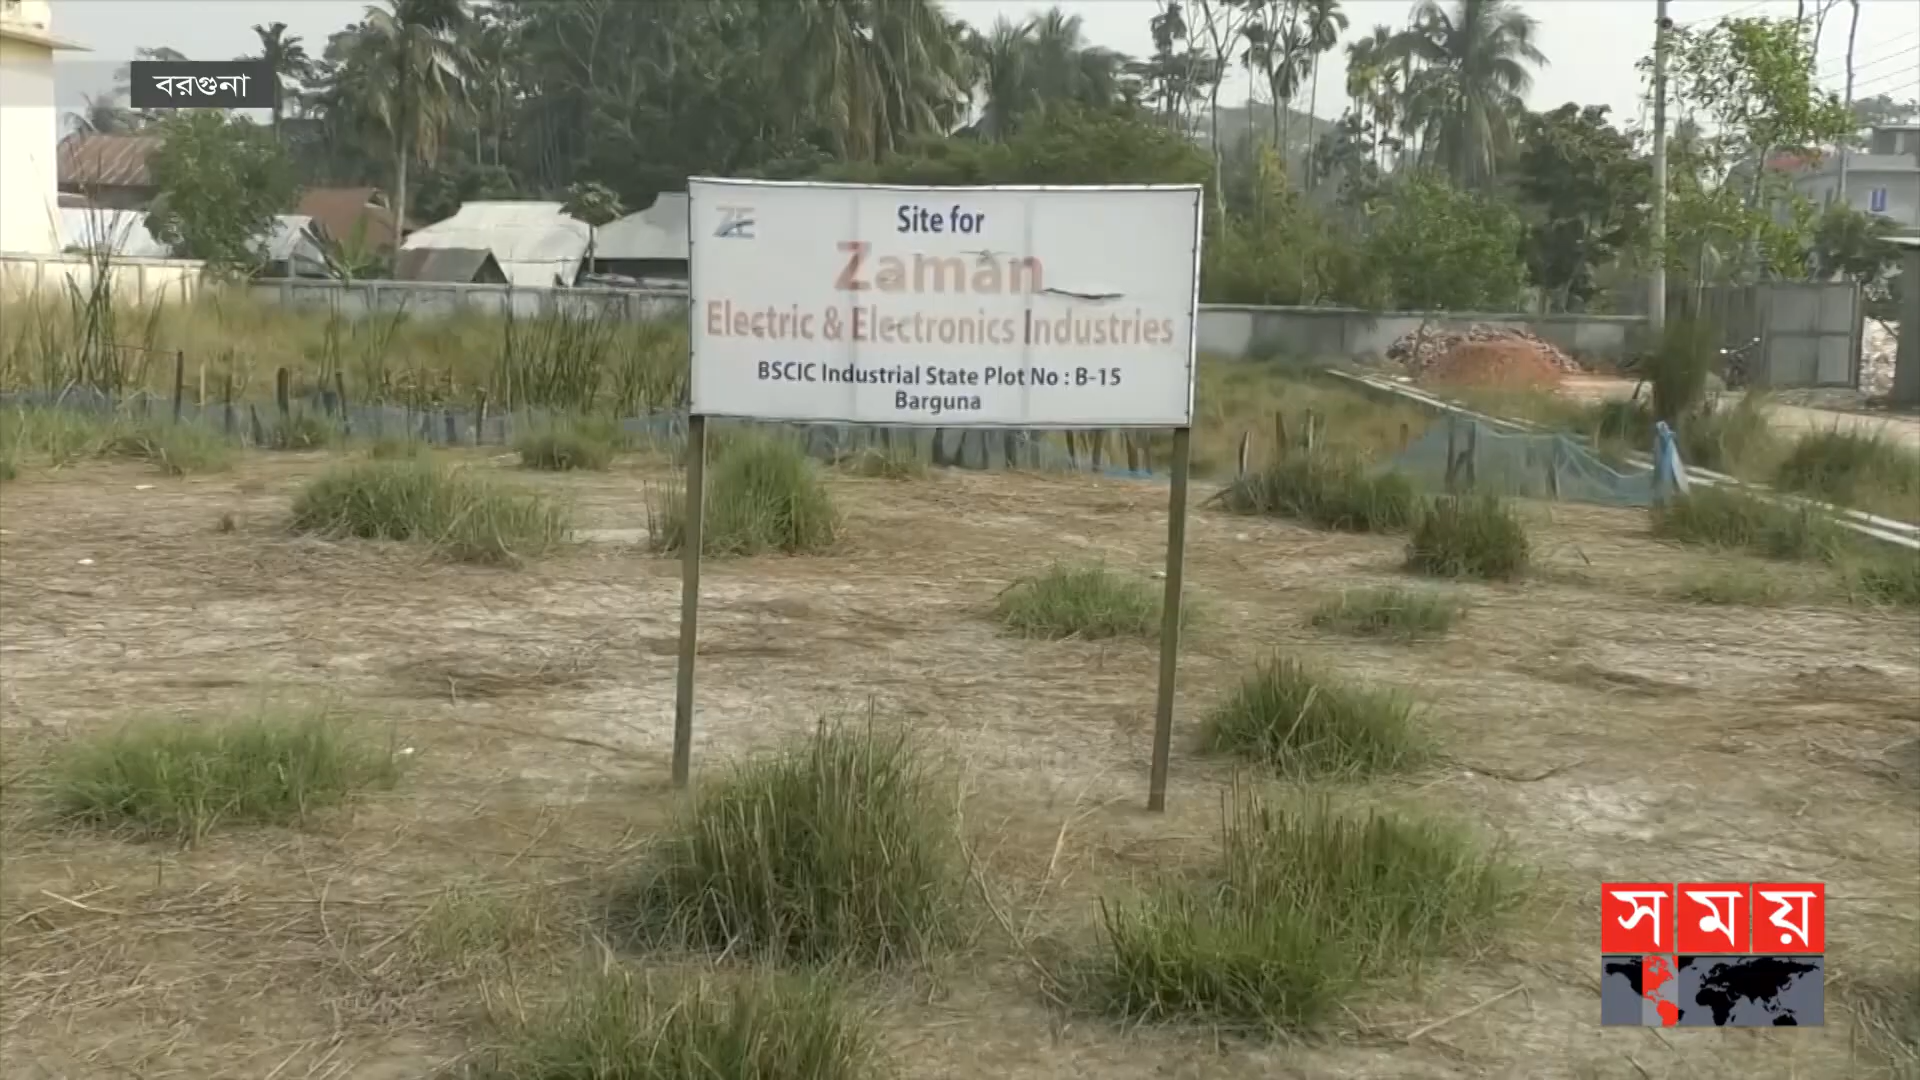 বরগুনা
ZE
Site for
Zaman
Electric & Electronics Industries
BSCIC Industrial State Plot No : B-15
Barguna
সময়